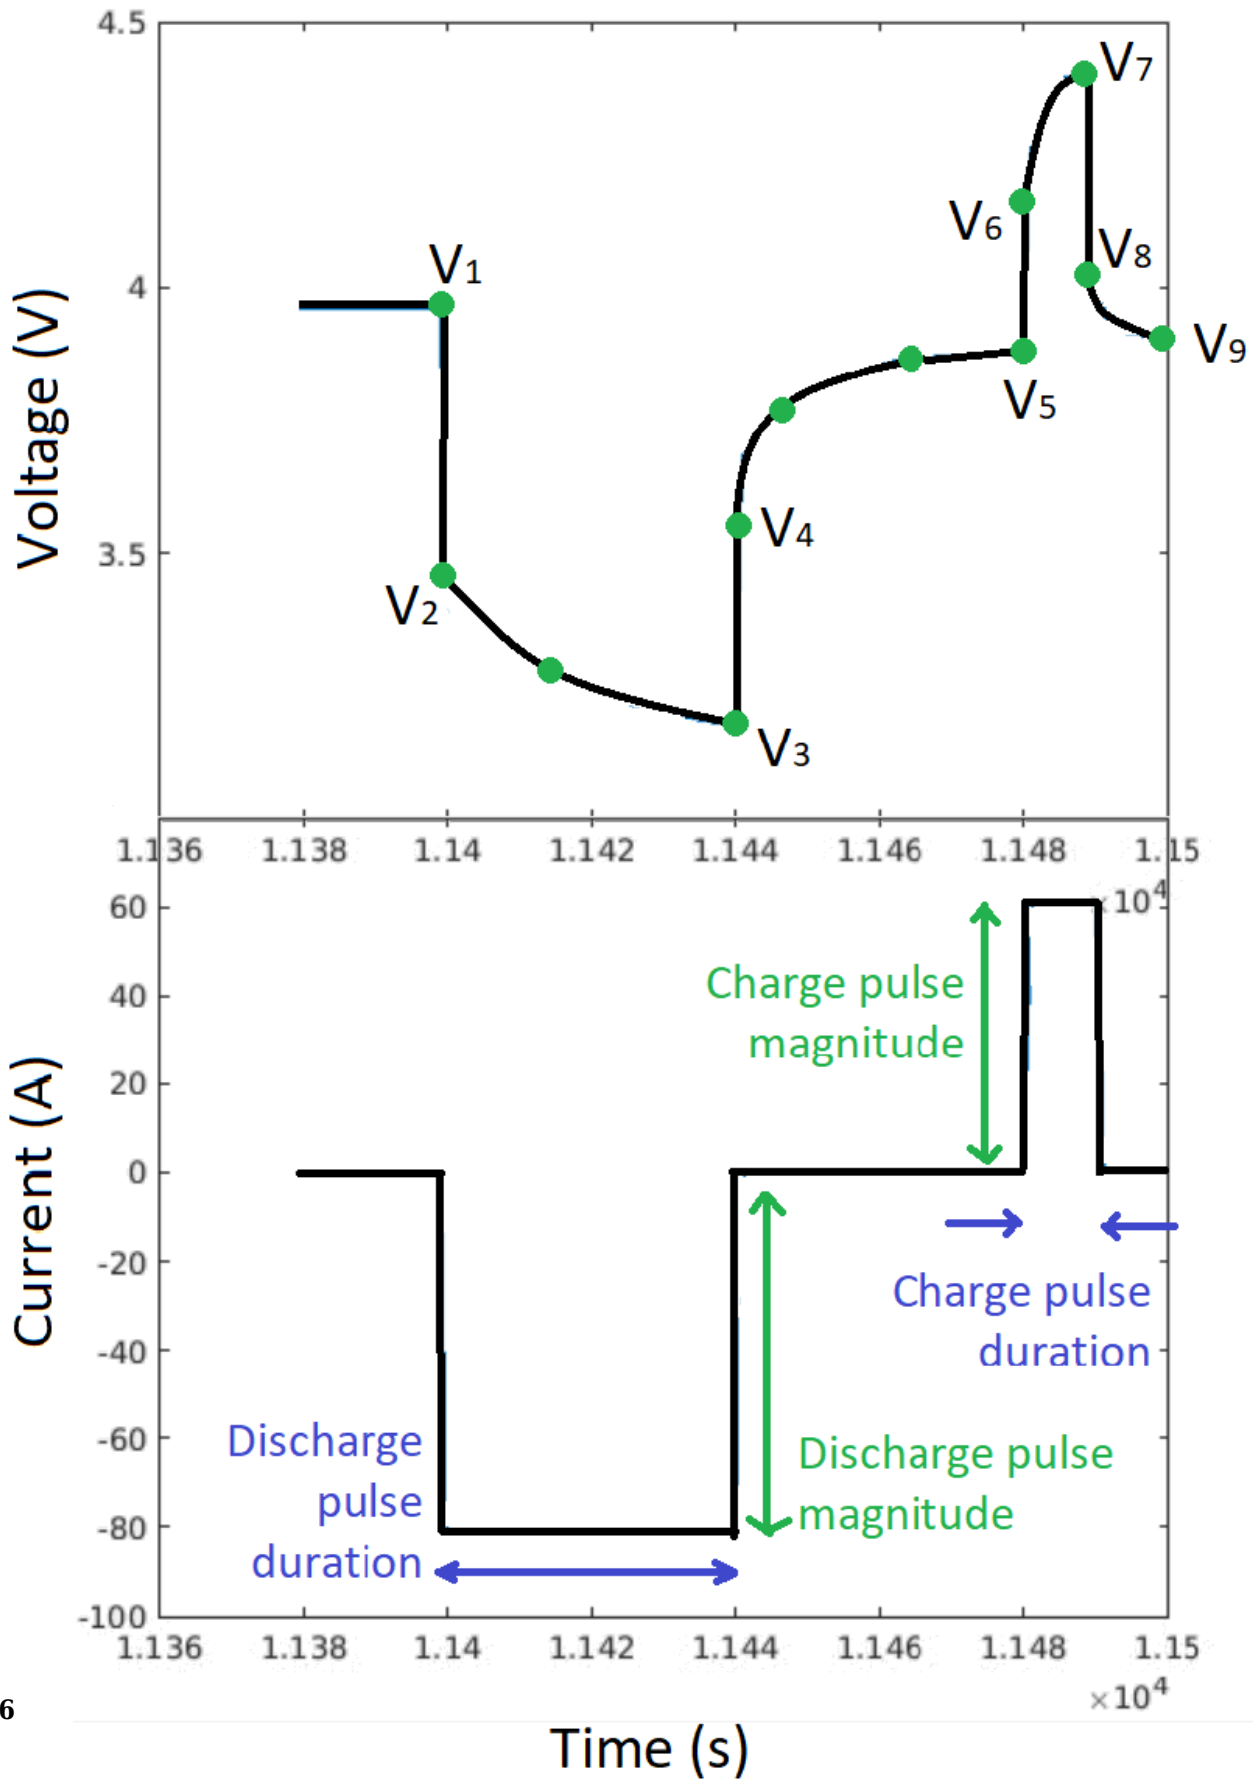 4.5
V7
V6
V8
V1
4
Voltage (V)
V9
V5
V4
3.5
V2
V3
1.136 1.138 1.14 1.142 1.144 1.146 1.148 1.15
×10⁴
60
Charge pulse
magnitude
40
20
Current (A)
0
-20
Charge pulse
duration
-40
-60
Discharge
pulse
duration
Discharge pulse
magnitude
-80
-100
1.136 1.138 1.14 1.142 1.144 1.146 1.148 1.15
×10⁴
6
Time (s)